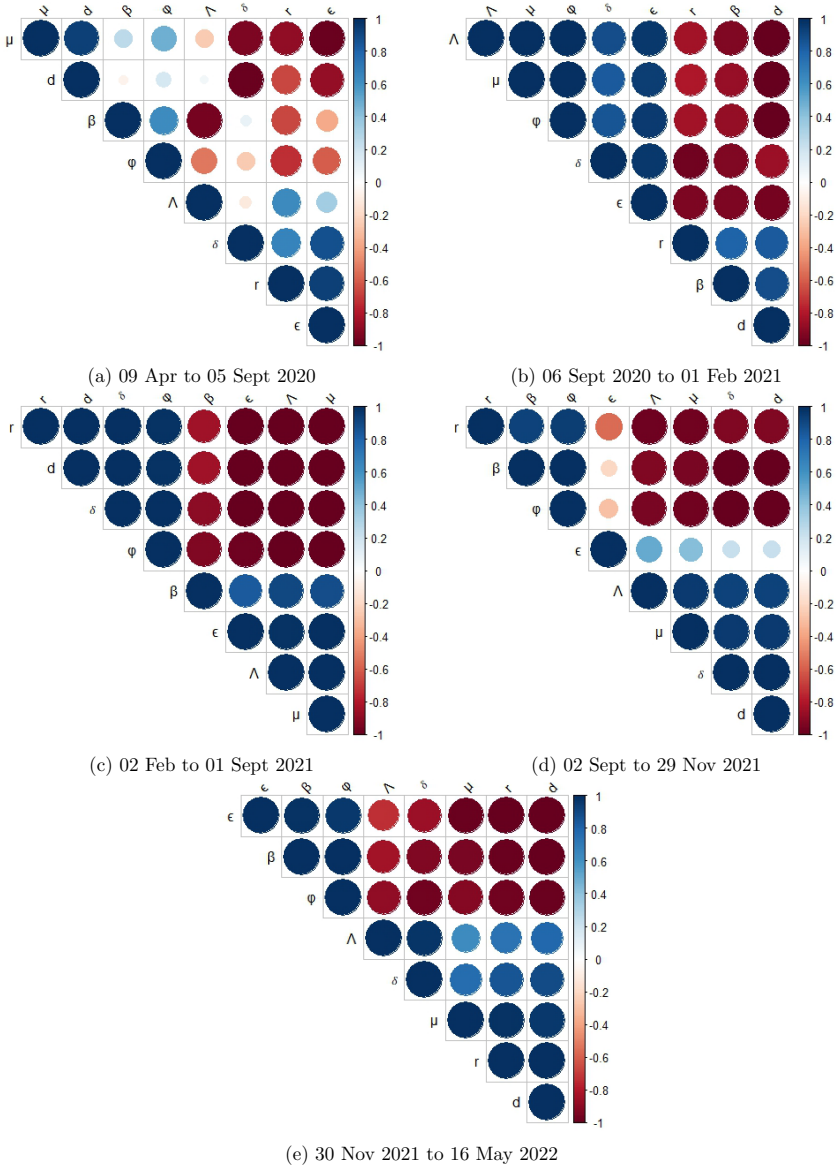 μ d β φ Λ δ r ϵ
μ
d
β
φ
Λ
δ
r
ϵ
1
0.8
0.6
0.4
0.2
0
-0.2
-0.4
-0.6
-0.8
-1
(a) 09 Apr to 05 Sept 2020
Λ μ φ δ ϵ r β d
Λ
μ
φ
δ
ϵ
r
β
d
1
0.8
0.6
0.4
0.2
0
-0.2
-0.4
-0.6
-0.8
-1
(b) 06 Sept 2020 to 01 Feb 2021
r d δ φ β ϵ Λ μ
r
d
δ
φ
β
ϵ
Λ
μ
1
0.8
0.6
0.4
0.2
0
-0.2
-0.4
-0.6
-0.8
-1
(c) 02 Feb to 01 Sept 2021
r β φ ϵ Λ μ δ d
r
β
φ
ϵ
Λ
μ
δ
d
1
0.8
0.6
0.4
0.2
0
-0.2
-0.4
-0.6
-0.8
-1
(d) 02 Sept to 29 Nov 2021
ϵ β φ Λ δ μ r d
ϵ
β
φ
Λ
δ
μ
r
d
1
0.8
0.6
0.4
0.2
0
-0.2
-0.4
-0.6
-0.8
-1
(e) 30 Nov 2021 to 16 May 2022